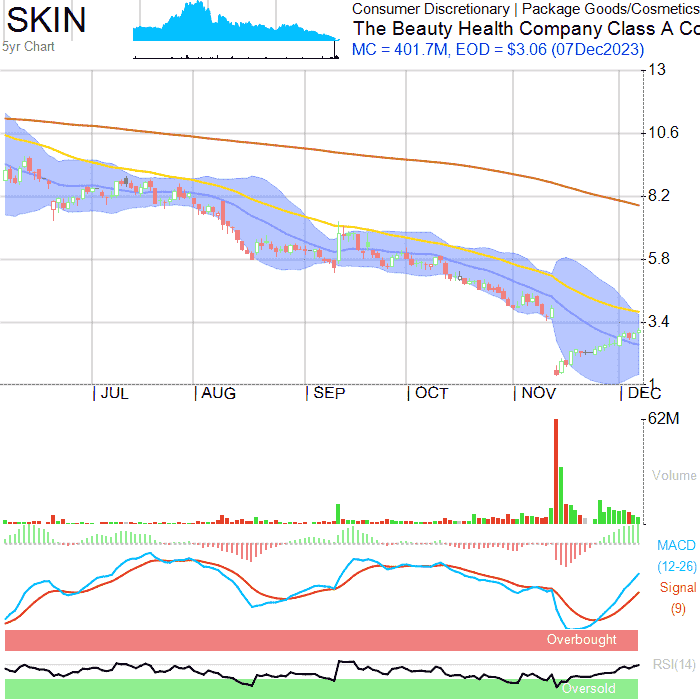 SKIN
5yr Chart
Consumer Discretionary | Package Goods/Cosmetics
The Beauty Health Company Class A Co
MC = 401.7M, EOD = $3.06 (07Dec2023)
13
10.6
8.2
5.8
3.4
1
JUL AUG SEP OCT NOV DEC
62M
Volume
MACD
(12-26)
Signal
(9)
Overbought
RSI(14)
Oversold